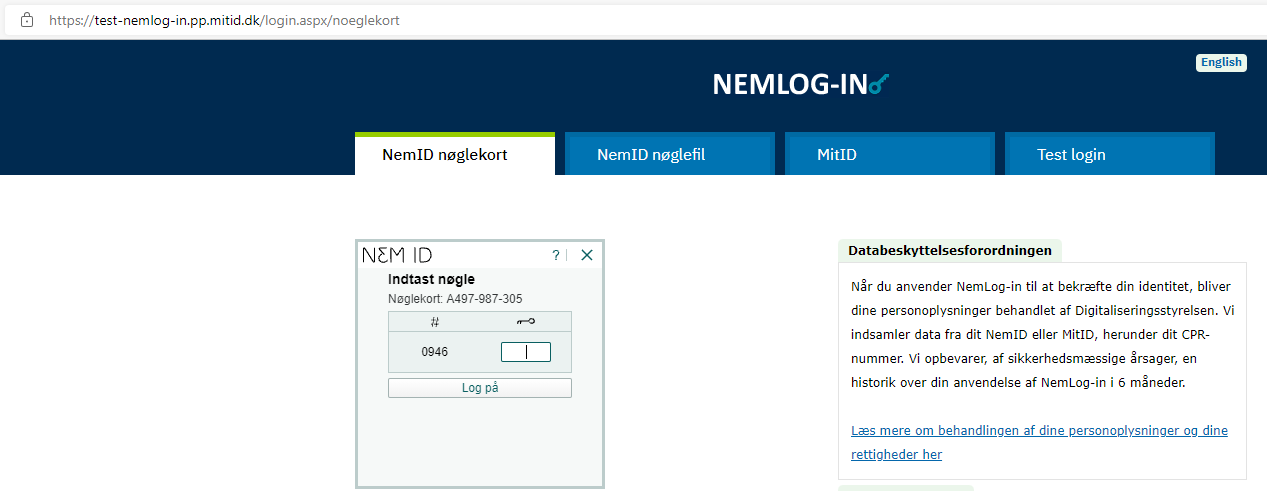 https://test-nemlog-in.pp.mitid.dk/login.aspx/noeglekort
English
NEMLOG-IN
NemID nøglekort
NemID nøglefil
MitID
Test login
NEM ID
?
Indtast nøgle
Nøglekort: A497-987-305
#
0946
Log på
Databeskyttelsesforordningen
Når du anvender NemLog-in til at bekræfte din identitet, bliver
dine personoplysninger behandlet af Digitaliseringsstyrelsen. Vi
indsamler data fra dit NemID eller MitID, herunder dit CPR-
nummer. Vi opbevarer, af sikkerhedsmæssige årsager, en
historik over din anvendelse af NemLog-in i 6 måneder.
Læs mere om behandlingen af dine personoplysninger og dine
rettigheder her